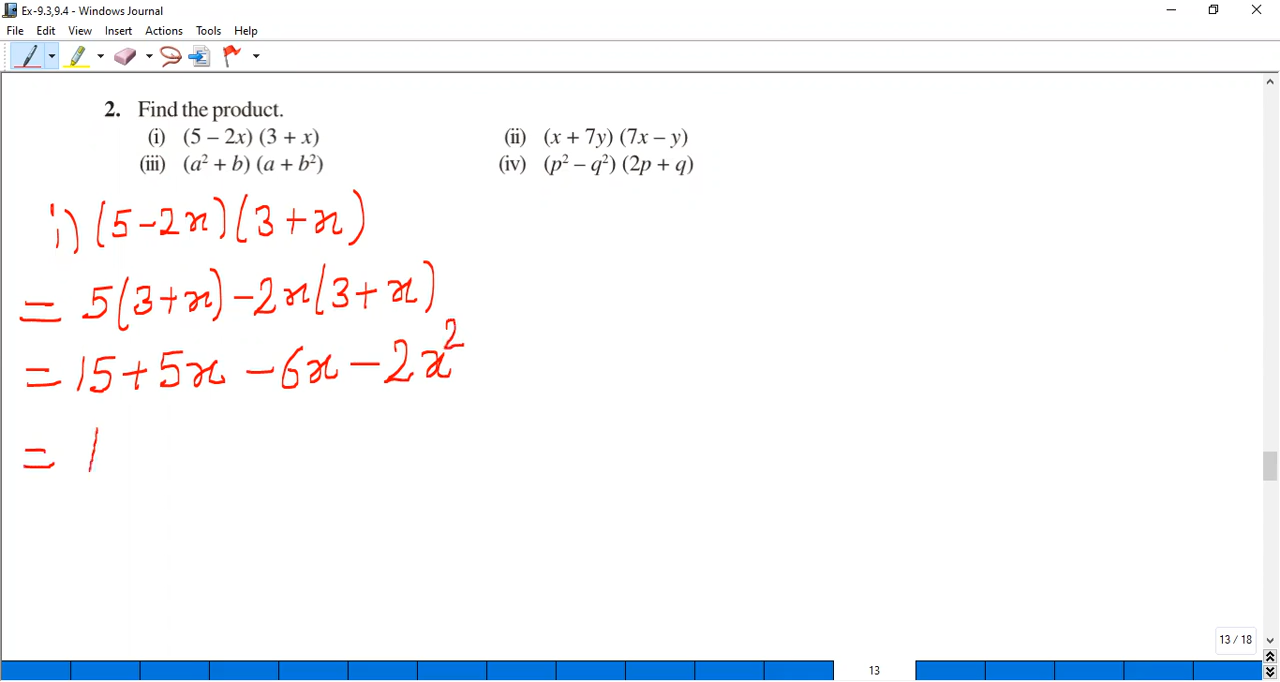 Ex-9.3,9.4 - Windows Journal
File Edit View Insert Actions Tools Help
2. Find the product.
(i) (5 – 2x) (3 + x) (ii) (x + 7y) (7x – y)
(iii) (a² + b) (a + b²) (iv) (p² – q²) (2p + q)
i) (5-2x)(3+x)
= 5(3+x) -2x(3+x)
= 15+5x -6x -2x²
= 1
13 / 18
13